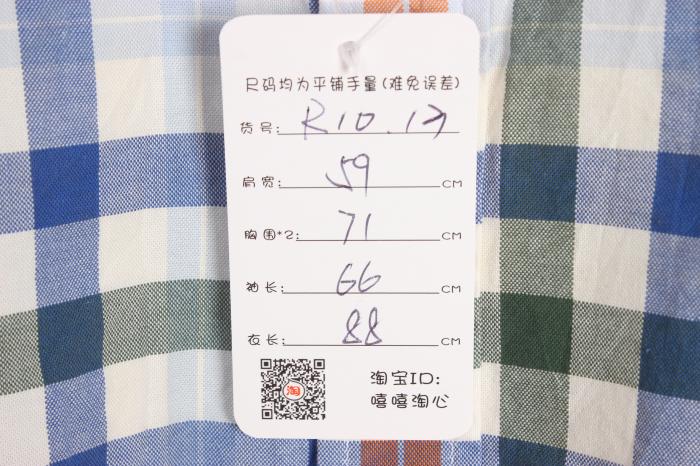 尺码均为平铺手量(难免误差)
货号: R10.17
肩宽: 59 CM
胸围*2: 71 CM
袖长: 66 CM
衣长: 88 CM
淘
淘宝ID:
嘻嘻淘心